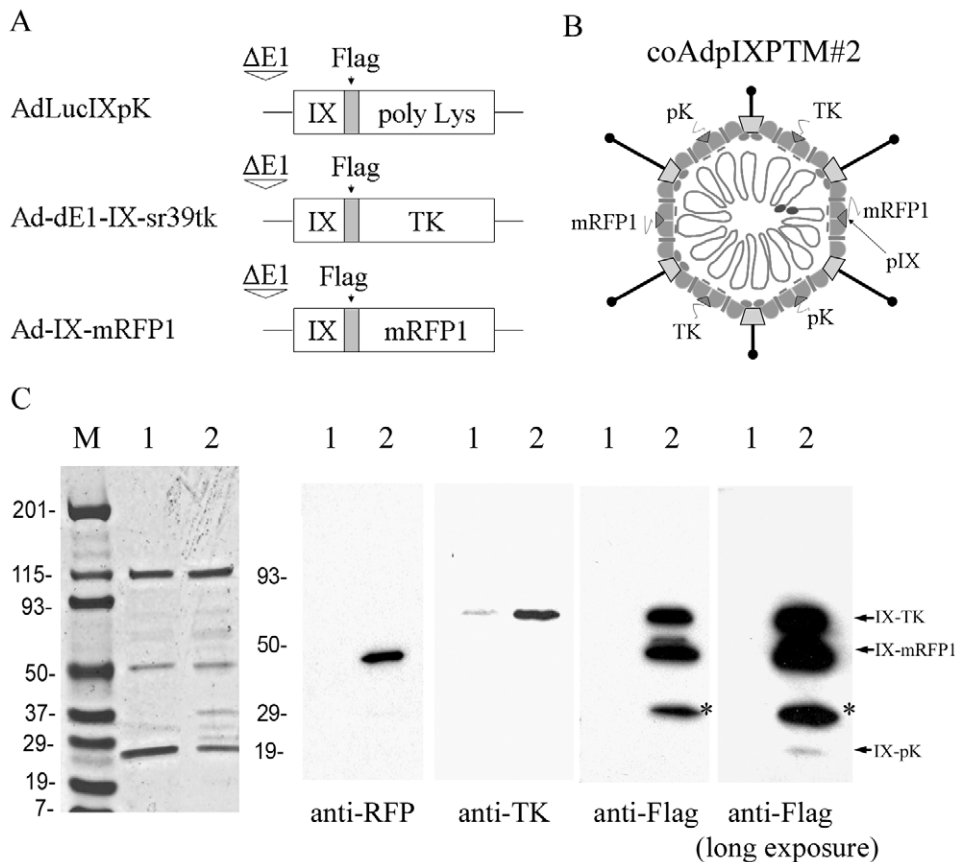 A
ΔE1
Flag
AdLucIXpK
IX
poly Lys
ΔE1
Flag
Ad-dE1-IX-sr39tk
IX
TK
ΔE1
Flag
Ad-IX-mRFP1
IX
mRFP1
B
coAdpIXPTM#2
pK
TK
mRFP1
mRFP1
pIX
TK
pK
C
M 1 2
201-
115-
93-
50-
37-
29-
19-
7-
1 2
1 2
1 2
1 2
93-
50-
29-
19-
*
*
IX-TK
IX-mRFP1
IX-pK
anti-RFP
anti-TK
anti-Flag
anti-Flag
(long exposure)